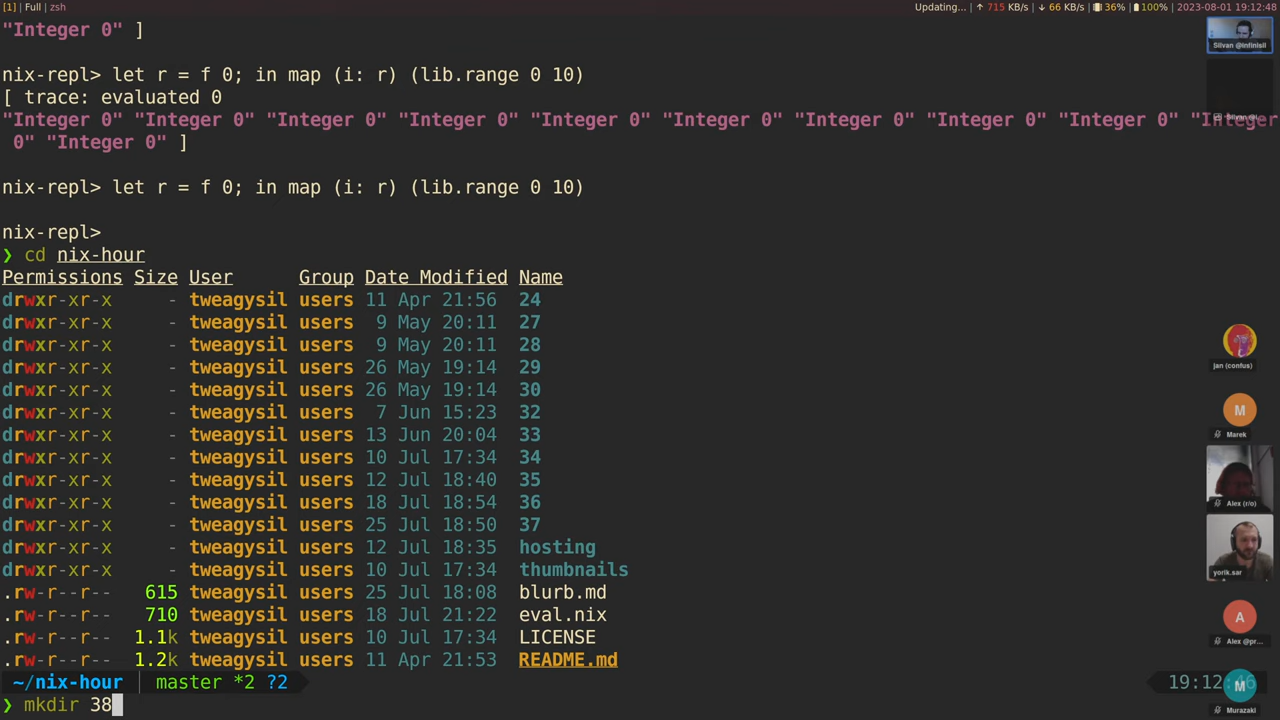 [1] | Full | zsh
Updating... | ↑ 715 KB/s | ↓ 66 KB/s | 36% | 100% | 2023-08-01 19:12:48
"Integer 0" ]
nix-repl> let r = f 0; in map (i: r) (lib.range 0 10)
[ trace: evaluated 0
"Integer 0" "Integer 0" "Integer 0" "Integer 0" "Integer 0" "Integer 0" "Integer 0" "Integer 0" "Integer 0" "Integer
0" "Integer 0" ]
nix-repl> let r = f 0; in map (i: r) (lib.range 0 10)
nix-repl>
❯ cd nix-hour
Permissions Size User Group Date Modified Name
drwxr-xr-x - tweagysil users 11 Apr 21:56 24
drwxr-xr-x - tweagysil users 9 May 20:11 27
drwxr-xr-x - tweagysil users 9 May 20:11 28
drwxr-xr-x - tweagysil users 26 May 19:14 29
drwxr-xr-x - tweagysil users 26 May 19:14 30
drwxr-xr-x - tweagysil users 7 Jun 15:23 32
drwxr-xr-x - tweagysil users 13 Jun 20:04 33
drwxr-xr-x - tweagysil users 10 Jul 17:34 34
drwxr-xr-x - tweagysil users 12 Jul 18:40 35
drwxr-xr-x - tweagysil users 18 Jul 18:54 36
drwxr-xr-x - tweagysil users 25 Jul 18:50 37
drwxr-xr-x - tweagysil users 12 Jul 18:35 hosting
drwxr-xr-x - tweagysil users 10 Jul 17:34 thumbnails
.rw-r--r-- 615 tweagysil users 25 Jul 18:08 blurb.md
.rw-r--r-- 710 tweagysil users 18 Jul 21:22 eval.nix
.rw-r--r-- 1.1k tweagysil users 10 Jul 17:34 LICENSE
.rw-r--r-- 1.2k tweagysil users 11 Apr 21:53 README.md
~/nix-hour master *2 ?2
19:12:46
❯ mkdir 38
Silvan @infinisil
jan (confus)
M
Marek
Alex (r/o)
yorik.sar
A
Alex @pr...
M
Murazaki